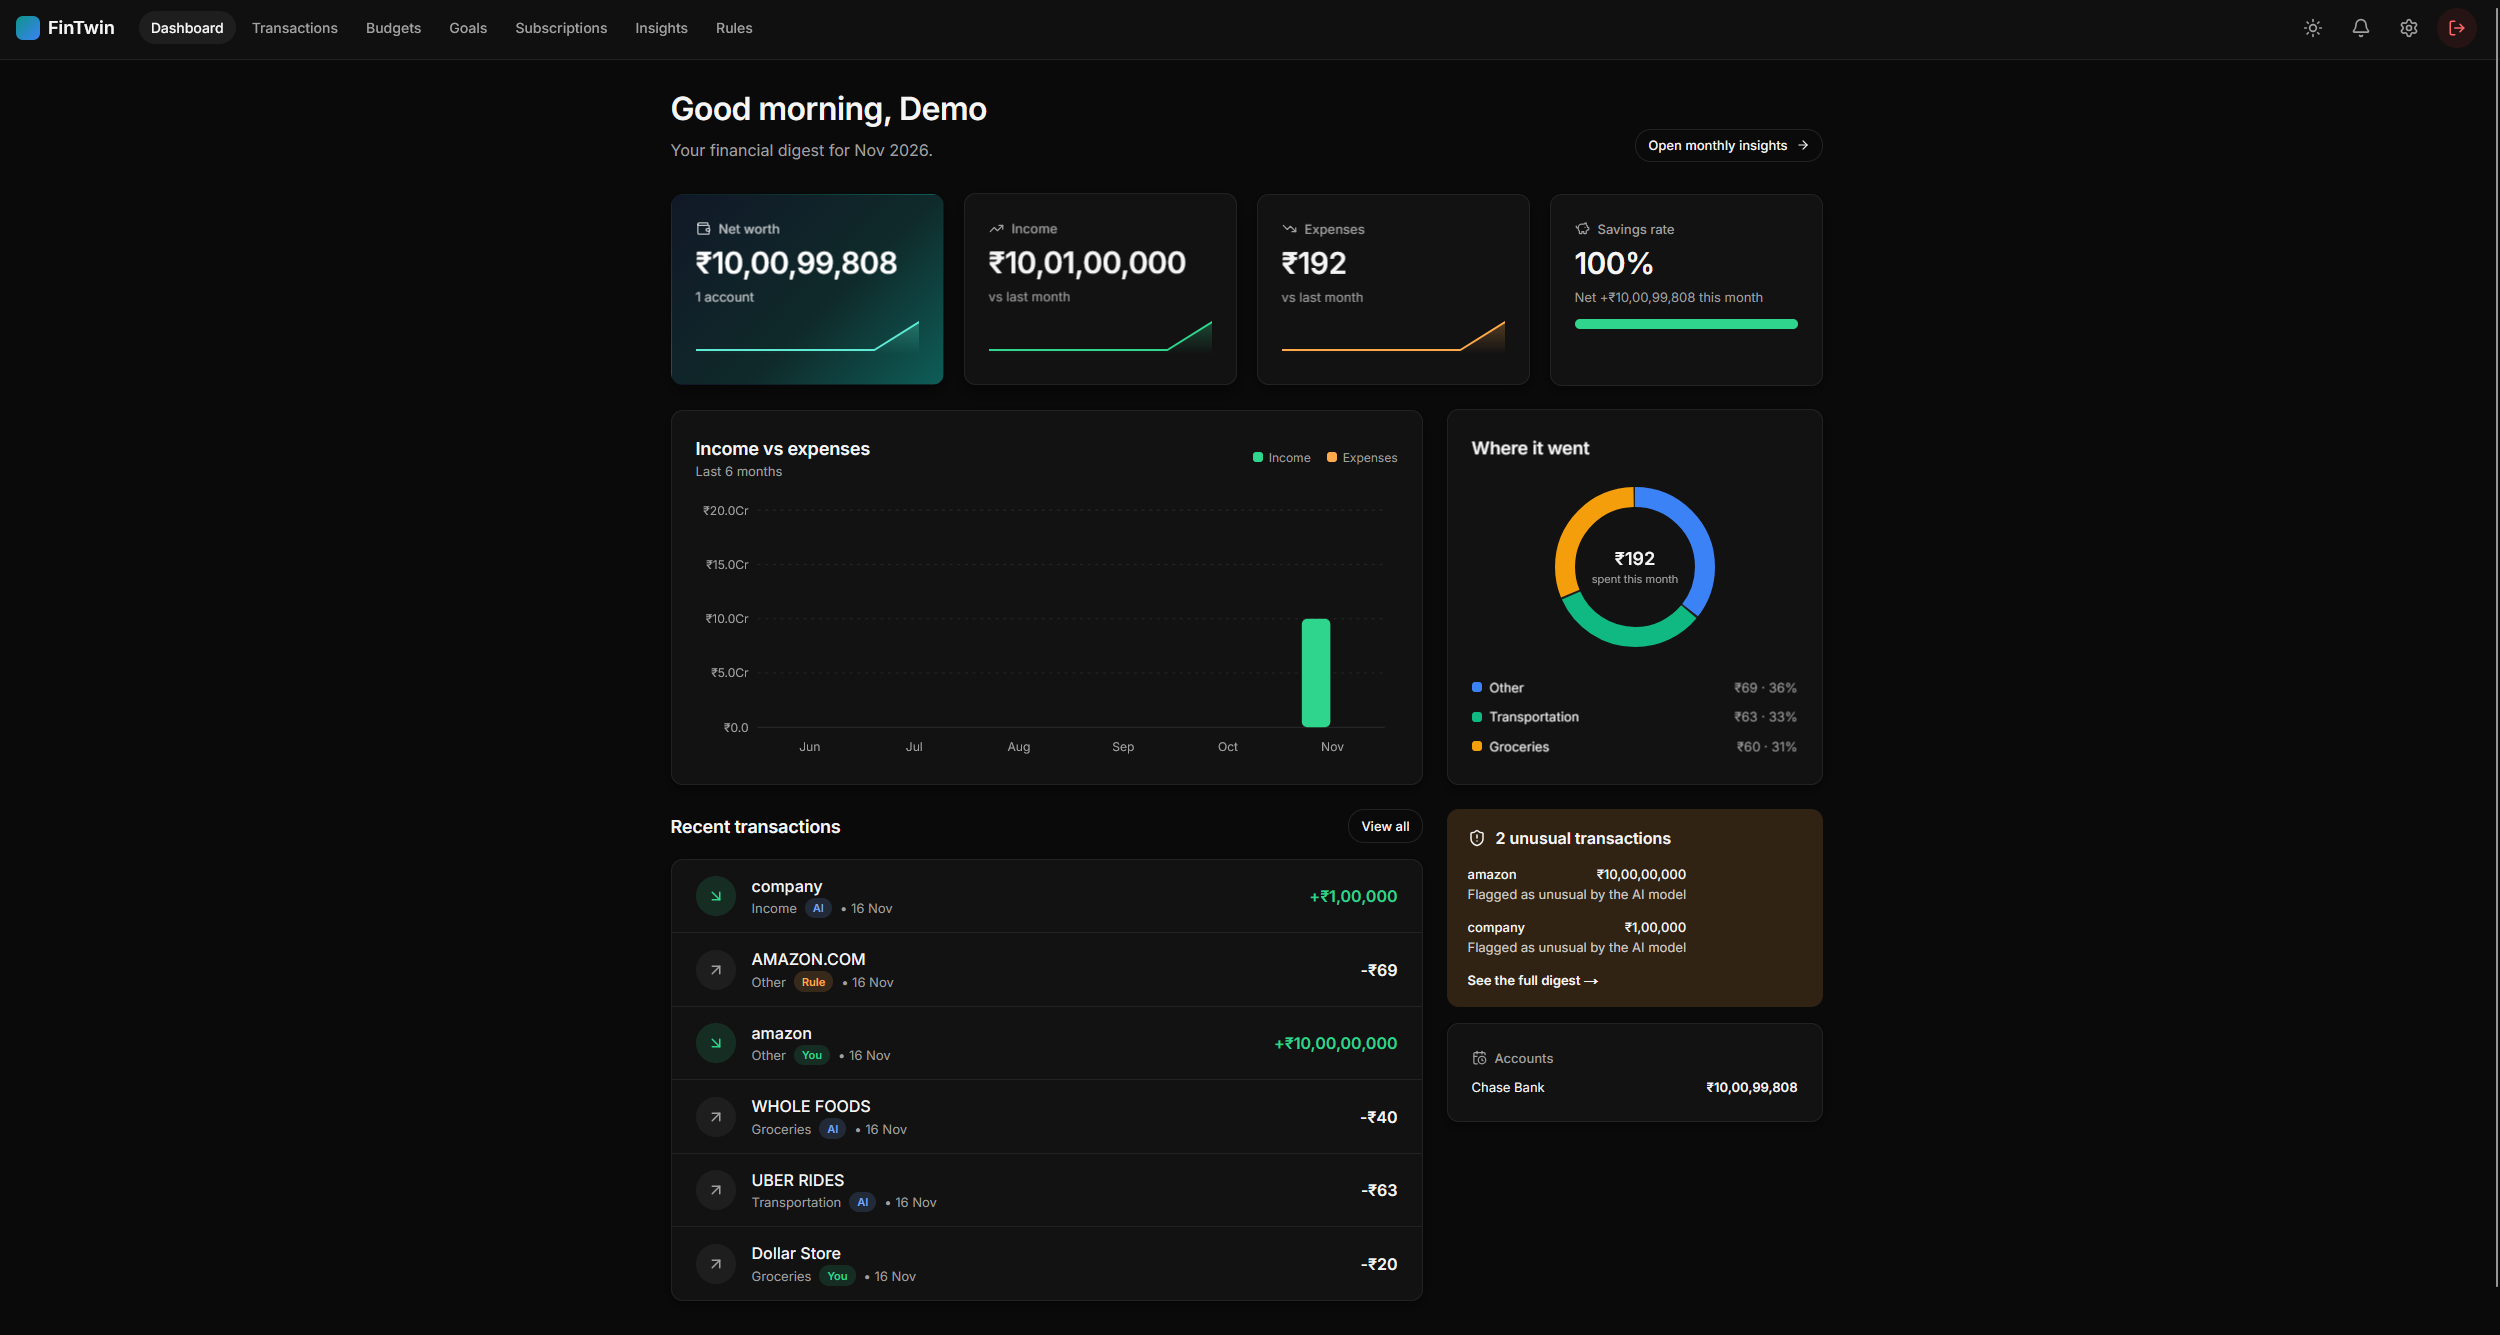 FinTwin
Dashboard
Transactions
Budgets
Goals
Subscriptions
Insights
Rules
Good morning, Demo
Your financial digest for Nov 2026.
Open monthly insights →
Net worth
₹10,00,99,808
1 account
Income
₹10,01,00,000
vs last month
Expenses
₹192
vs last month
Savings rate
100%
Net +₹10,00,99,808 this month
Income vs expenses
Last 6 months
Income
Expenses
₹20.0Cr
₹15.0Cr
₹10.0Cr
₹5.0Cr
₹0.0
Jun
Jul
Aug
Sep
Oct
Nov
Where it went
₹192
spent this month
Other ₹69 · 36%
Transportation ₹63 · 33%
Groceries ₹60 · 31%
Recent transactions
View all
company
Income AI • 16 Nov
+₹1,00,000
AMAZON.COM
Other Rule • 16 Nov
-₹69
amazon
Other You • 16 Nov
+₹10,00,00,000
WHOLE FOODS
Groceries AI • 16 Nov
-₹40
UBER RIDES
Transportation AI • 16 Nov
-₹63
Dollar Store
Groceries You • 16 Nov
-₹20
2 unusual transactions
amazon ₹10,00,00,000
Flagged as unusual by the AI model
company ₹1,00,000
Flagged as unusual by the AI model
See the full digest →
Accounts
Chase Bank ₹10,00,99,808